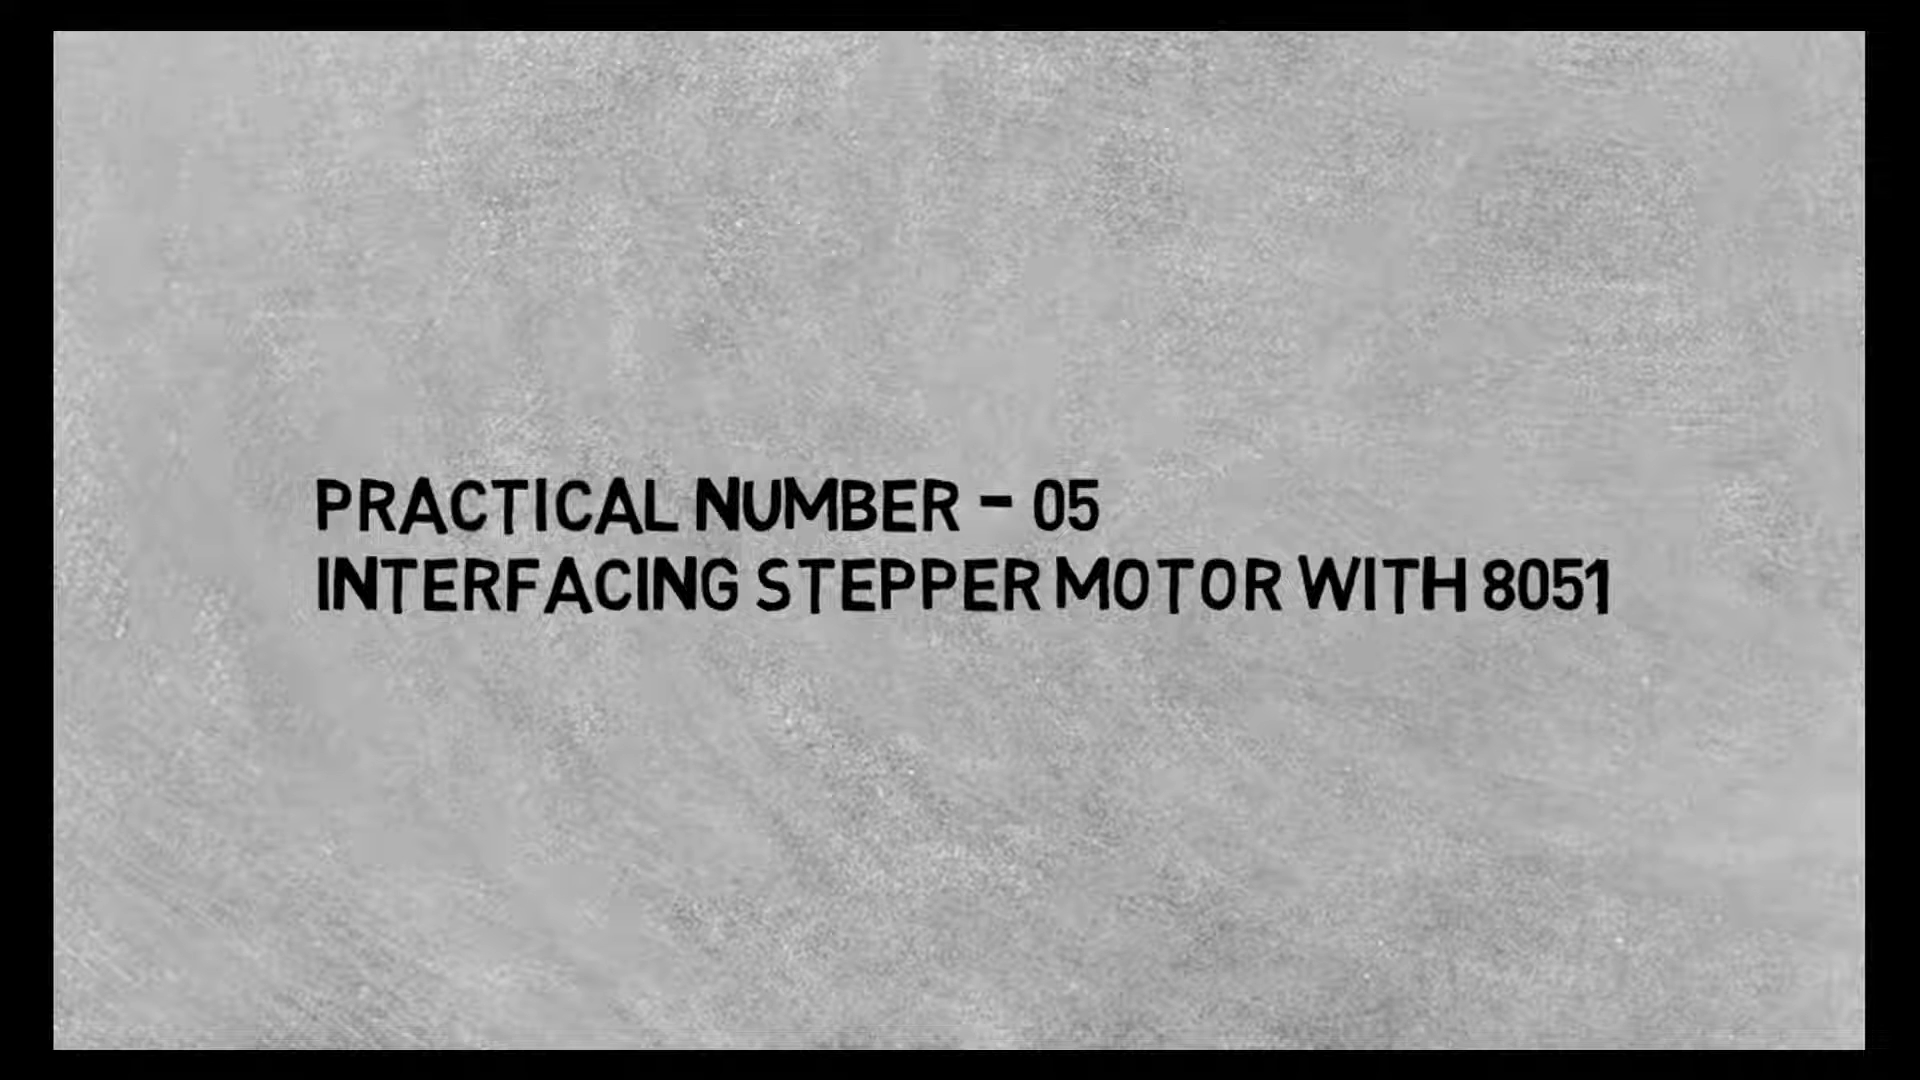 PRACTICAL NUMBER - 05
INTERFACING STEPPER MOTOR WITH 8051